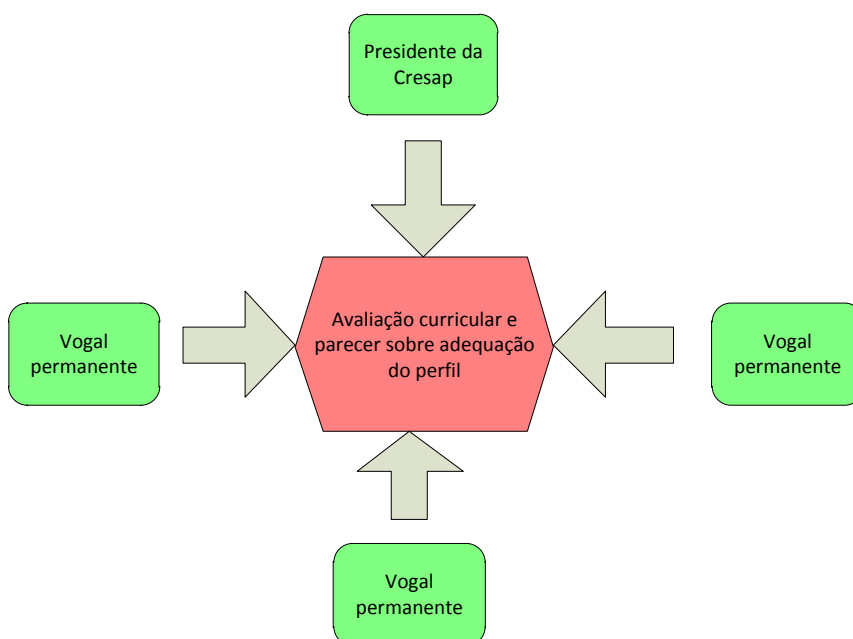 Presidente da
Cresap
Vogal
permanente
Avaliação curricular e
parecer sobre adequação
do perfil
Vogal
permanente
Vogal
permanente